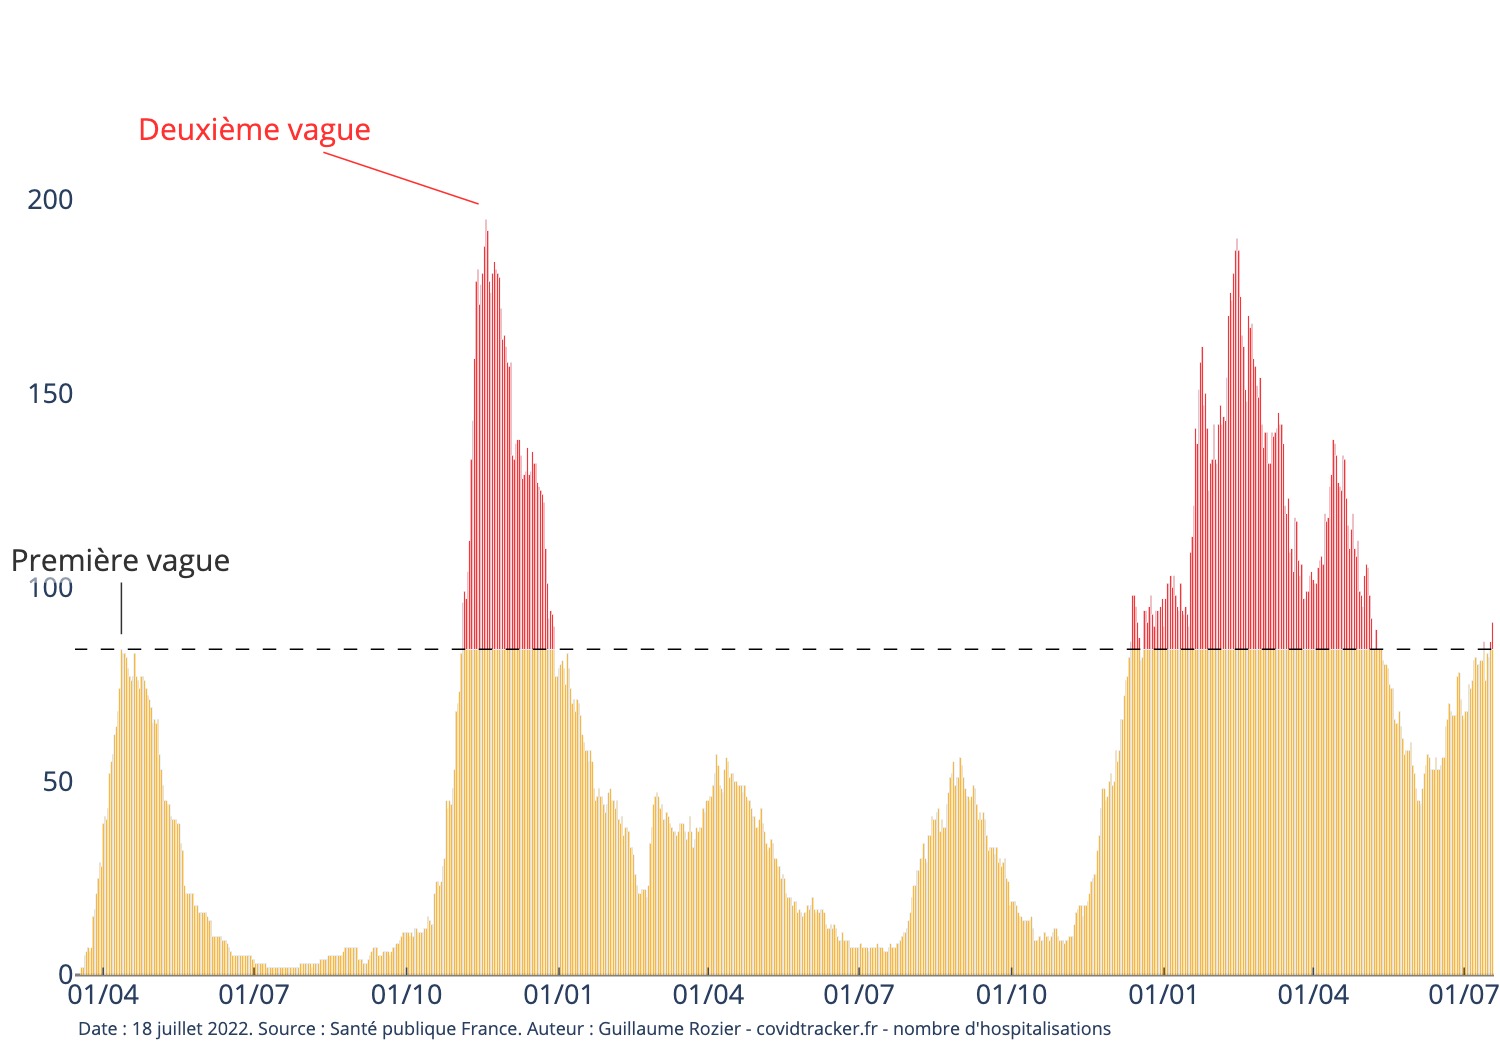 Deuxième vague
200
150
Première vague
100
50
0
01/04 01/07 01/10 01/01 01/04 01/07 01/10 01/01 01/04 01/07
Date : 18 juillet 2022. Source : Santé publique France. Auteur : Guillaume Rozier - covidtracker.fr - nombre d'hospitalisations